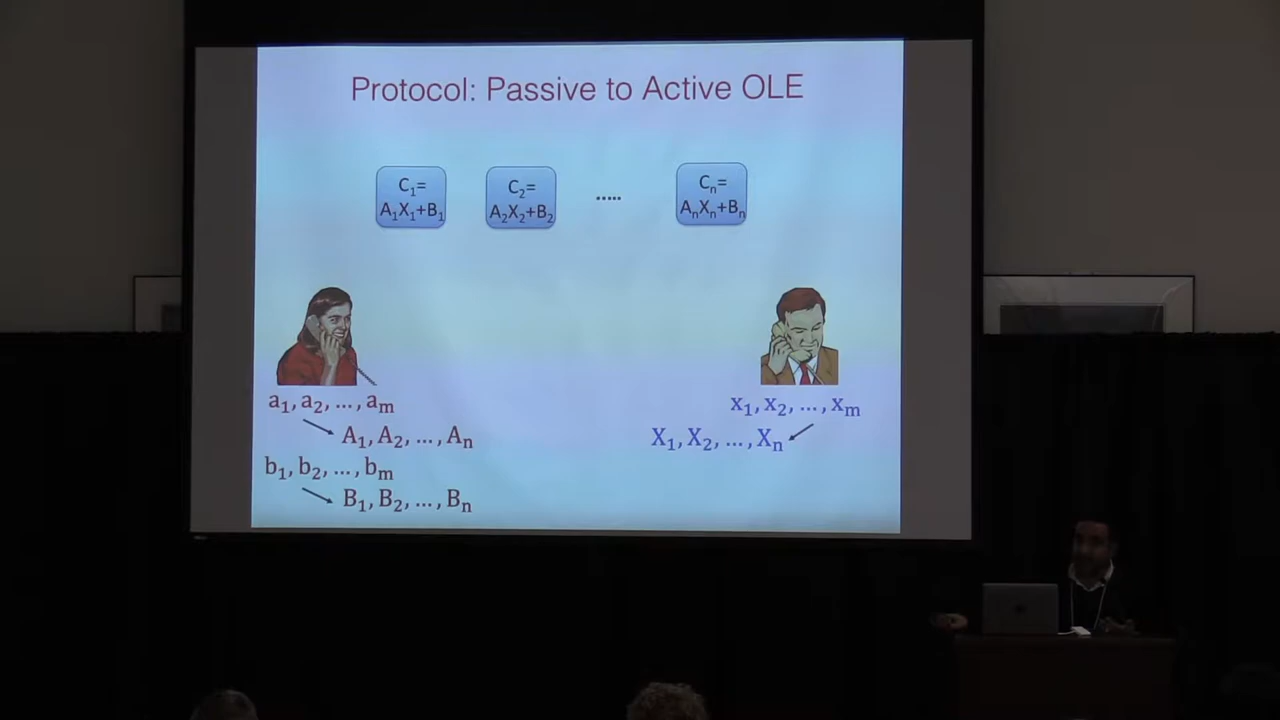 Protocol: Passive to Active OLE
C₁=
A₁X₁+B₁
C₂=
A₂X₂+B₂
.....
Cₙ=
AₙXₙ+Bₙ
a₁, a₂, ..., aₘ
A₁, A₂, ..., Aₙ
b₁, b₂, ..., bₘ
B₁, B₂, ..., Bₙ
x₁, x₂, ..., xₘ
X₁, X₂, ..., Xₙ